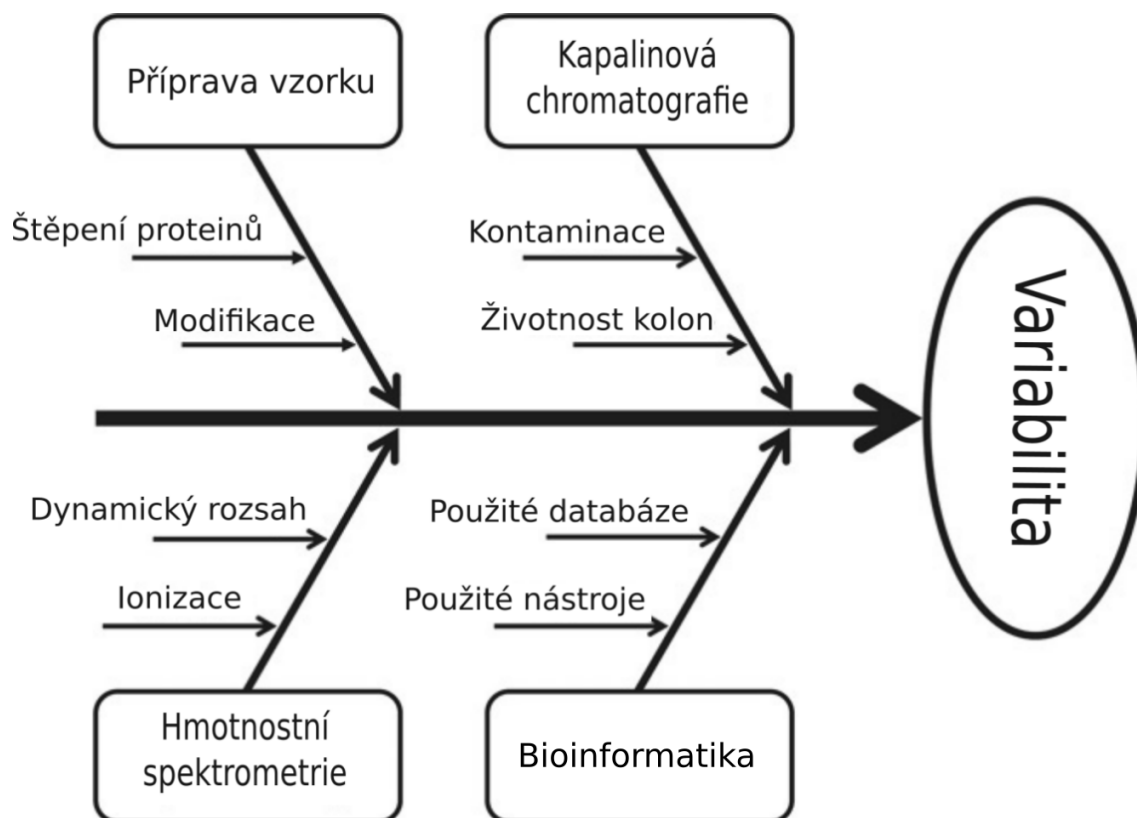 Příprava vzorku
Kapalinová
chromatografie
Štěpení proteinů
Kontaminace
Modifikace
Životnost kolon
Variabilita
Dynamický rozsah
Použité databáze
Ionizace
Použité nástroje
Hmotnostní
spektrometrie
Bioinformatika